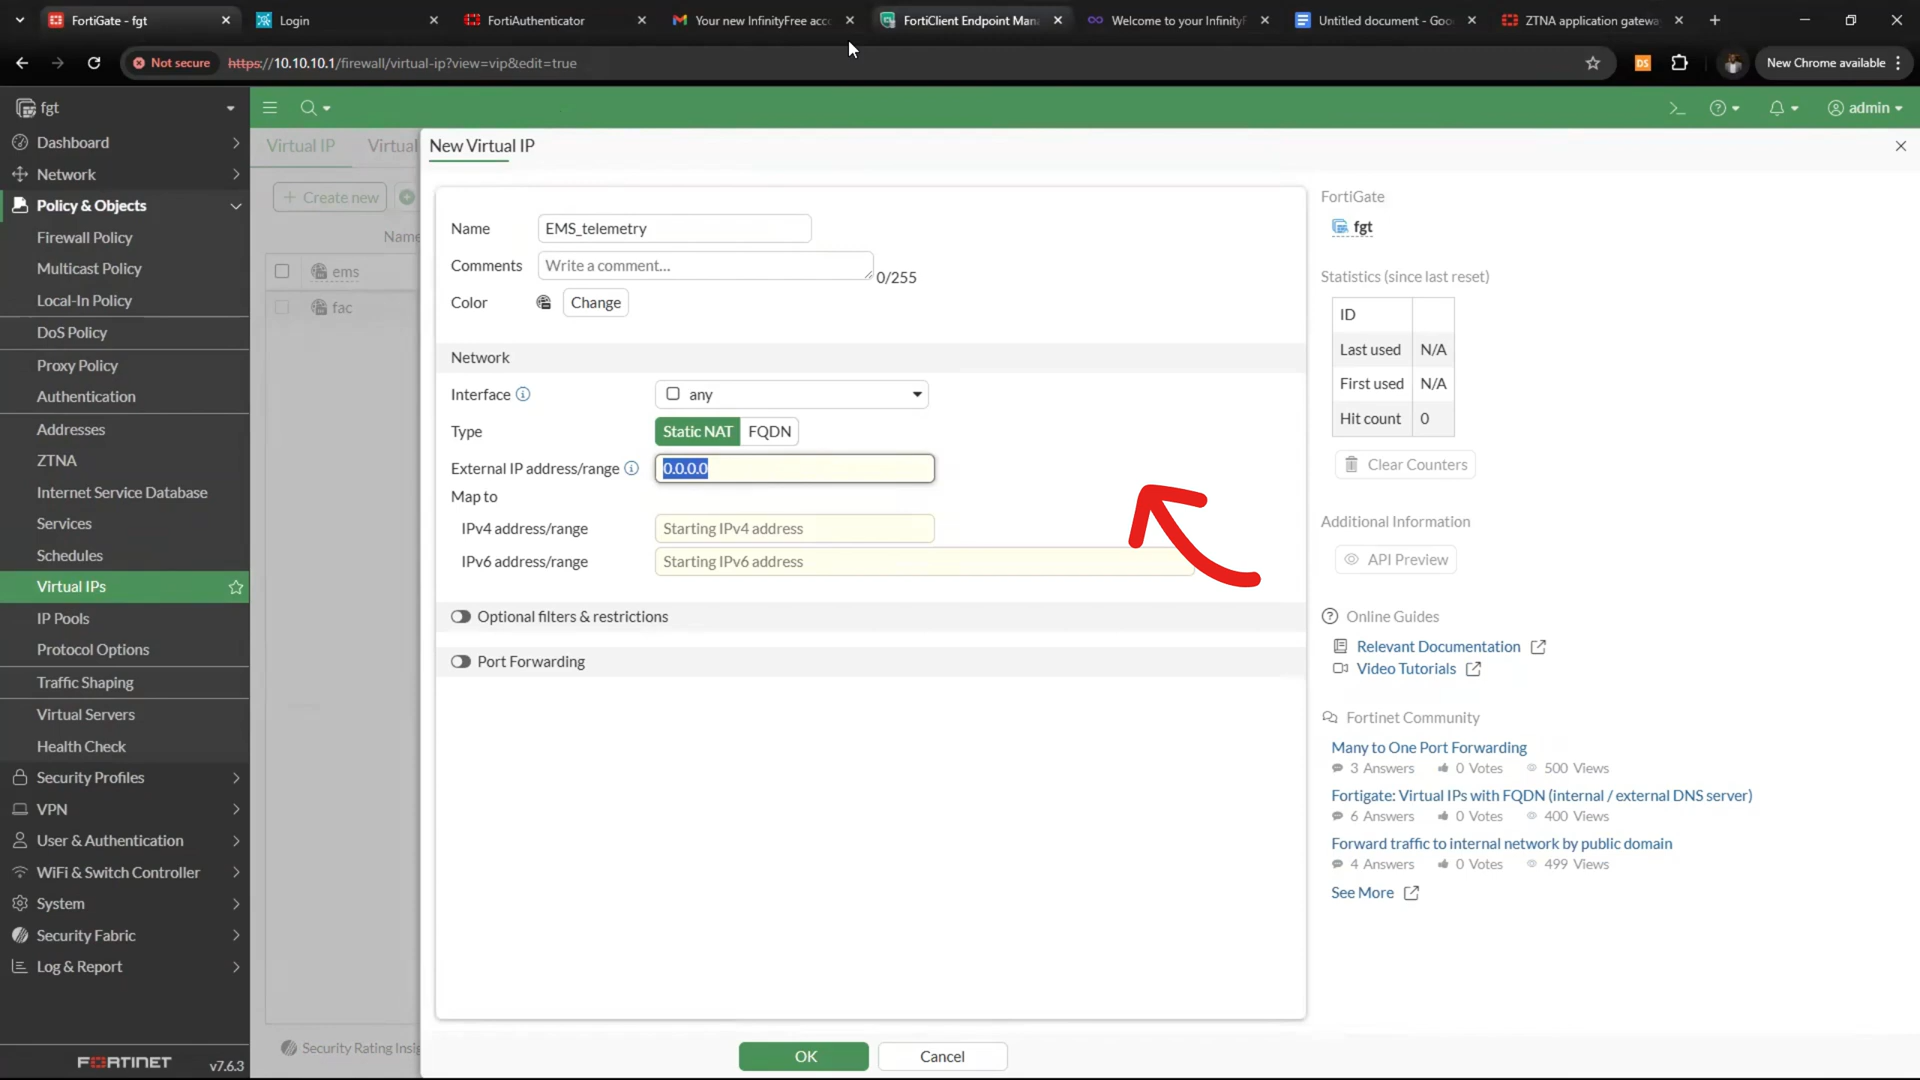 FortiGate - fgt
Login
FortiAuthenticator
Your new InfinityFree acc
FortiClient Endpoint Mana
Welcome to your InfinityF
Untitled document - Goo
ZTNA application gatewa
Not secure
https://10.10.10.1/firewall/virtual-ip?view=vip&edit=true
DS
New Chrome available
fgt
admin
Dashboard
Network
Policy & Objects
Firewall Policy
Multicast Policy
Local-In Policy
DoS Policy
Proxy Policy
Authentication
Addresses
ZTNA
Internet Service Database
Services
Schedules
Virtual IPs
IP Pools
Protocol Options
Traffic Shaping
Virtual Servers
Health Check
Security Profiles
VPN
User & Authentication
WiFi & Switch Controller
System
Security Fabric
Log & Report
FORTINET v7.6.3
Virtual IP Virtual
Create new
Name
ems
fac
Security Rating Insig
New Virtual IP
Name EMS_telemetry
Comments Write a comment... 0/255
Color Change
Network
Interface any
Type Static NAT FQDN
External IP address/range 0.0.0.0
Map to
IPv4 address/range Starting IPv4 address
IPv6 address/range Starting IPv6 address
Optional filters & restrictions
Port Forwarding
OK Cancel
FortiGate
fgt
Statistics (since last reset)
ID
Last used N/A
First used N/A
Hit count 0
Clear Counters
Additional Information
API Preview
Online Guides
Relevant Documentation
Video Tutorials
Fortinet Community
Many to One Port Forwarding
3 Answers 0 Votes 500 Views
Fortigate: Virtual IPs with FQDN (internal / external DNS server)
6 Answers 0 Votes 400 Views
Forward traffic to internal network by public domain
4 Answers 0 Votes 499 Views
See More